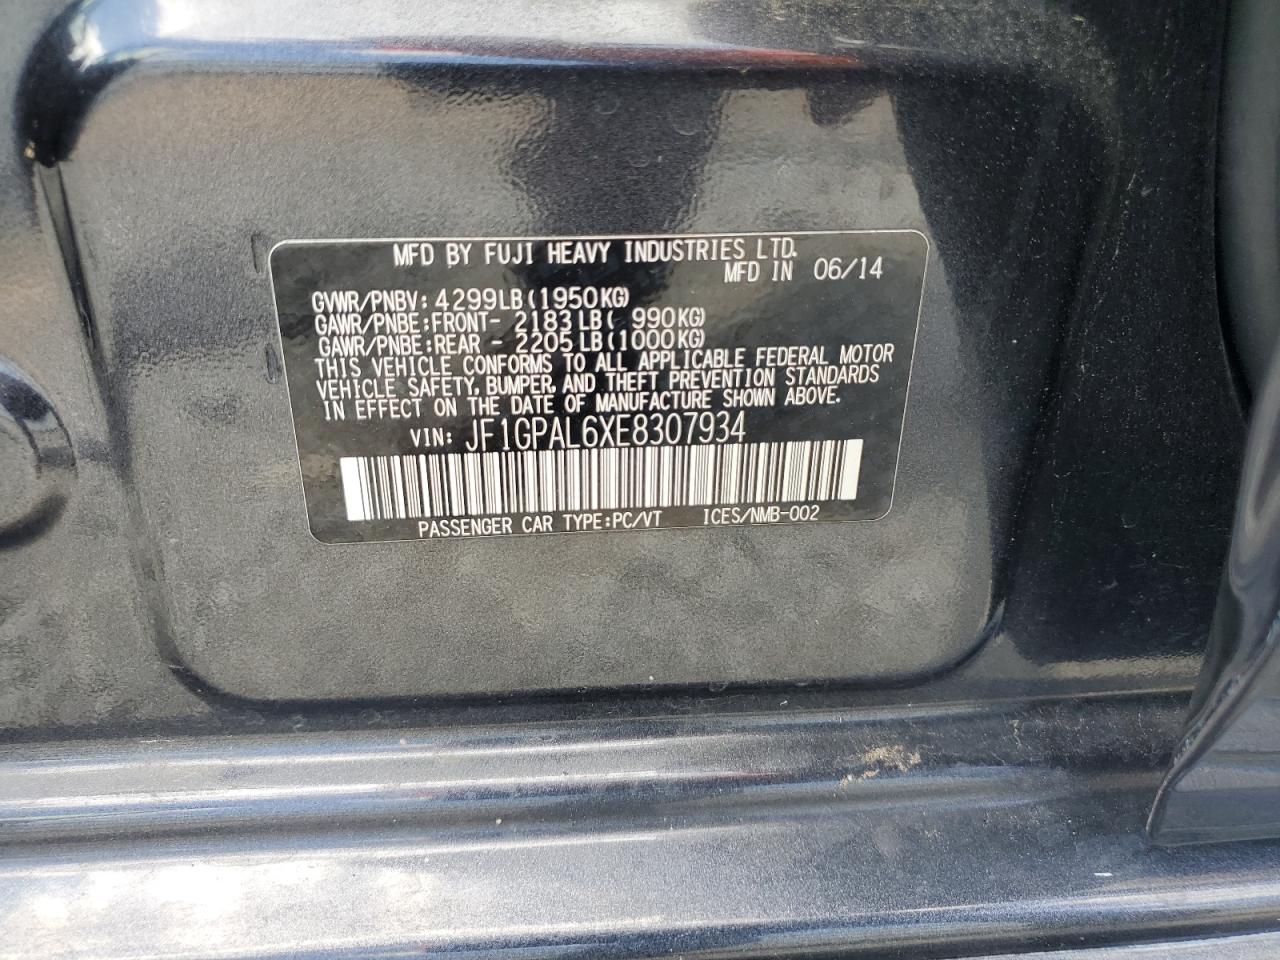 MFD BY FUJI HEAVY INDUSTRIES LTD.
MFD IN 06/14
GVWR/PNBV: 4299LB(1950KG)
GAWR/PNBE:FRONT- 2183LB( 990KG)
GAWR/PNBE:REAR - 2205LB(1000KG)
THIS VEHICLE CONFORMS TO ALL APPLICABLE FEDERAL MOTOR
VEHICLE SAFETY, BUMPER, AND THEFT PREVENTION STANDARDS
IN EFFECT ON THE DATE OF MANUFACTURE SHOWN ABOVE.
VIN: JF1GPAL6XE8307934
PASSENGER CAR TYPE:PC/VT ICES/NMB-002